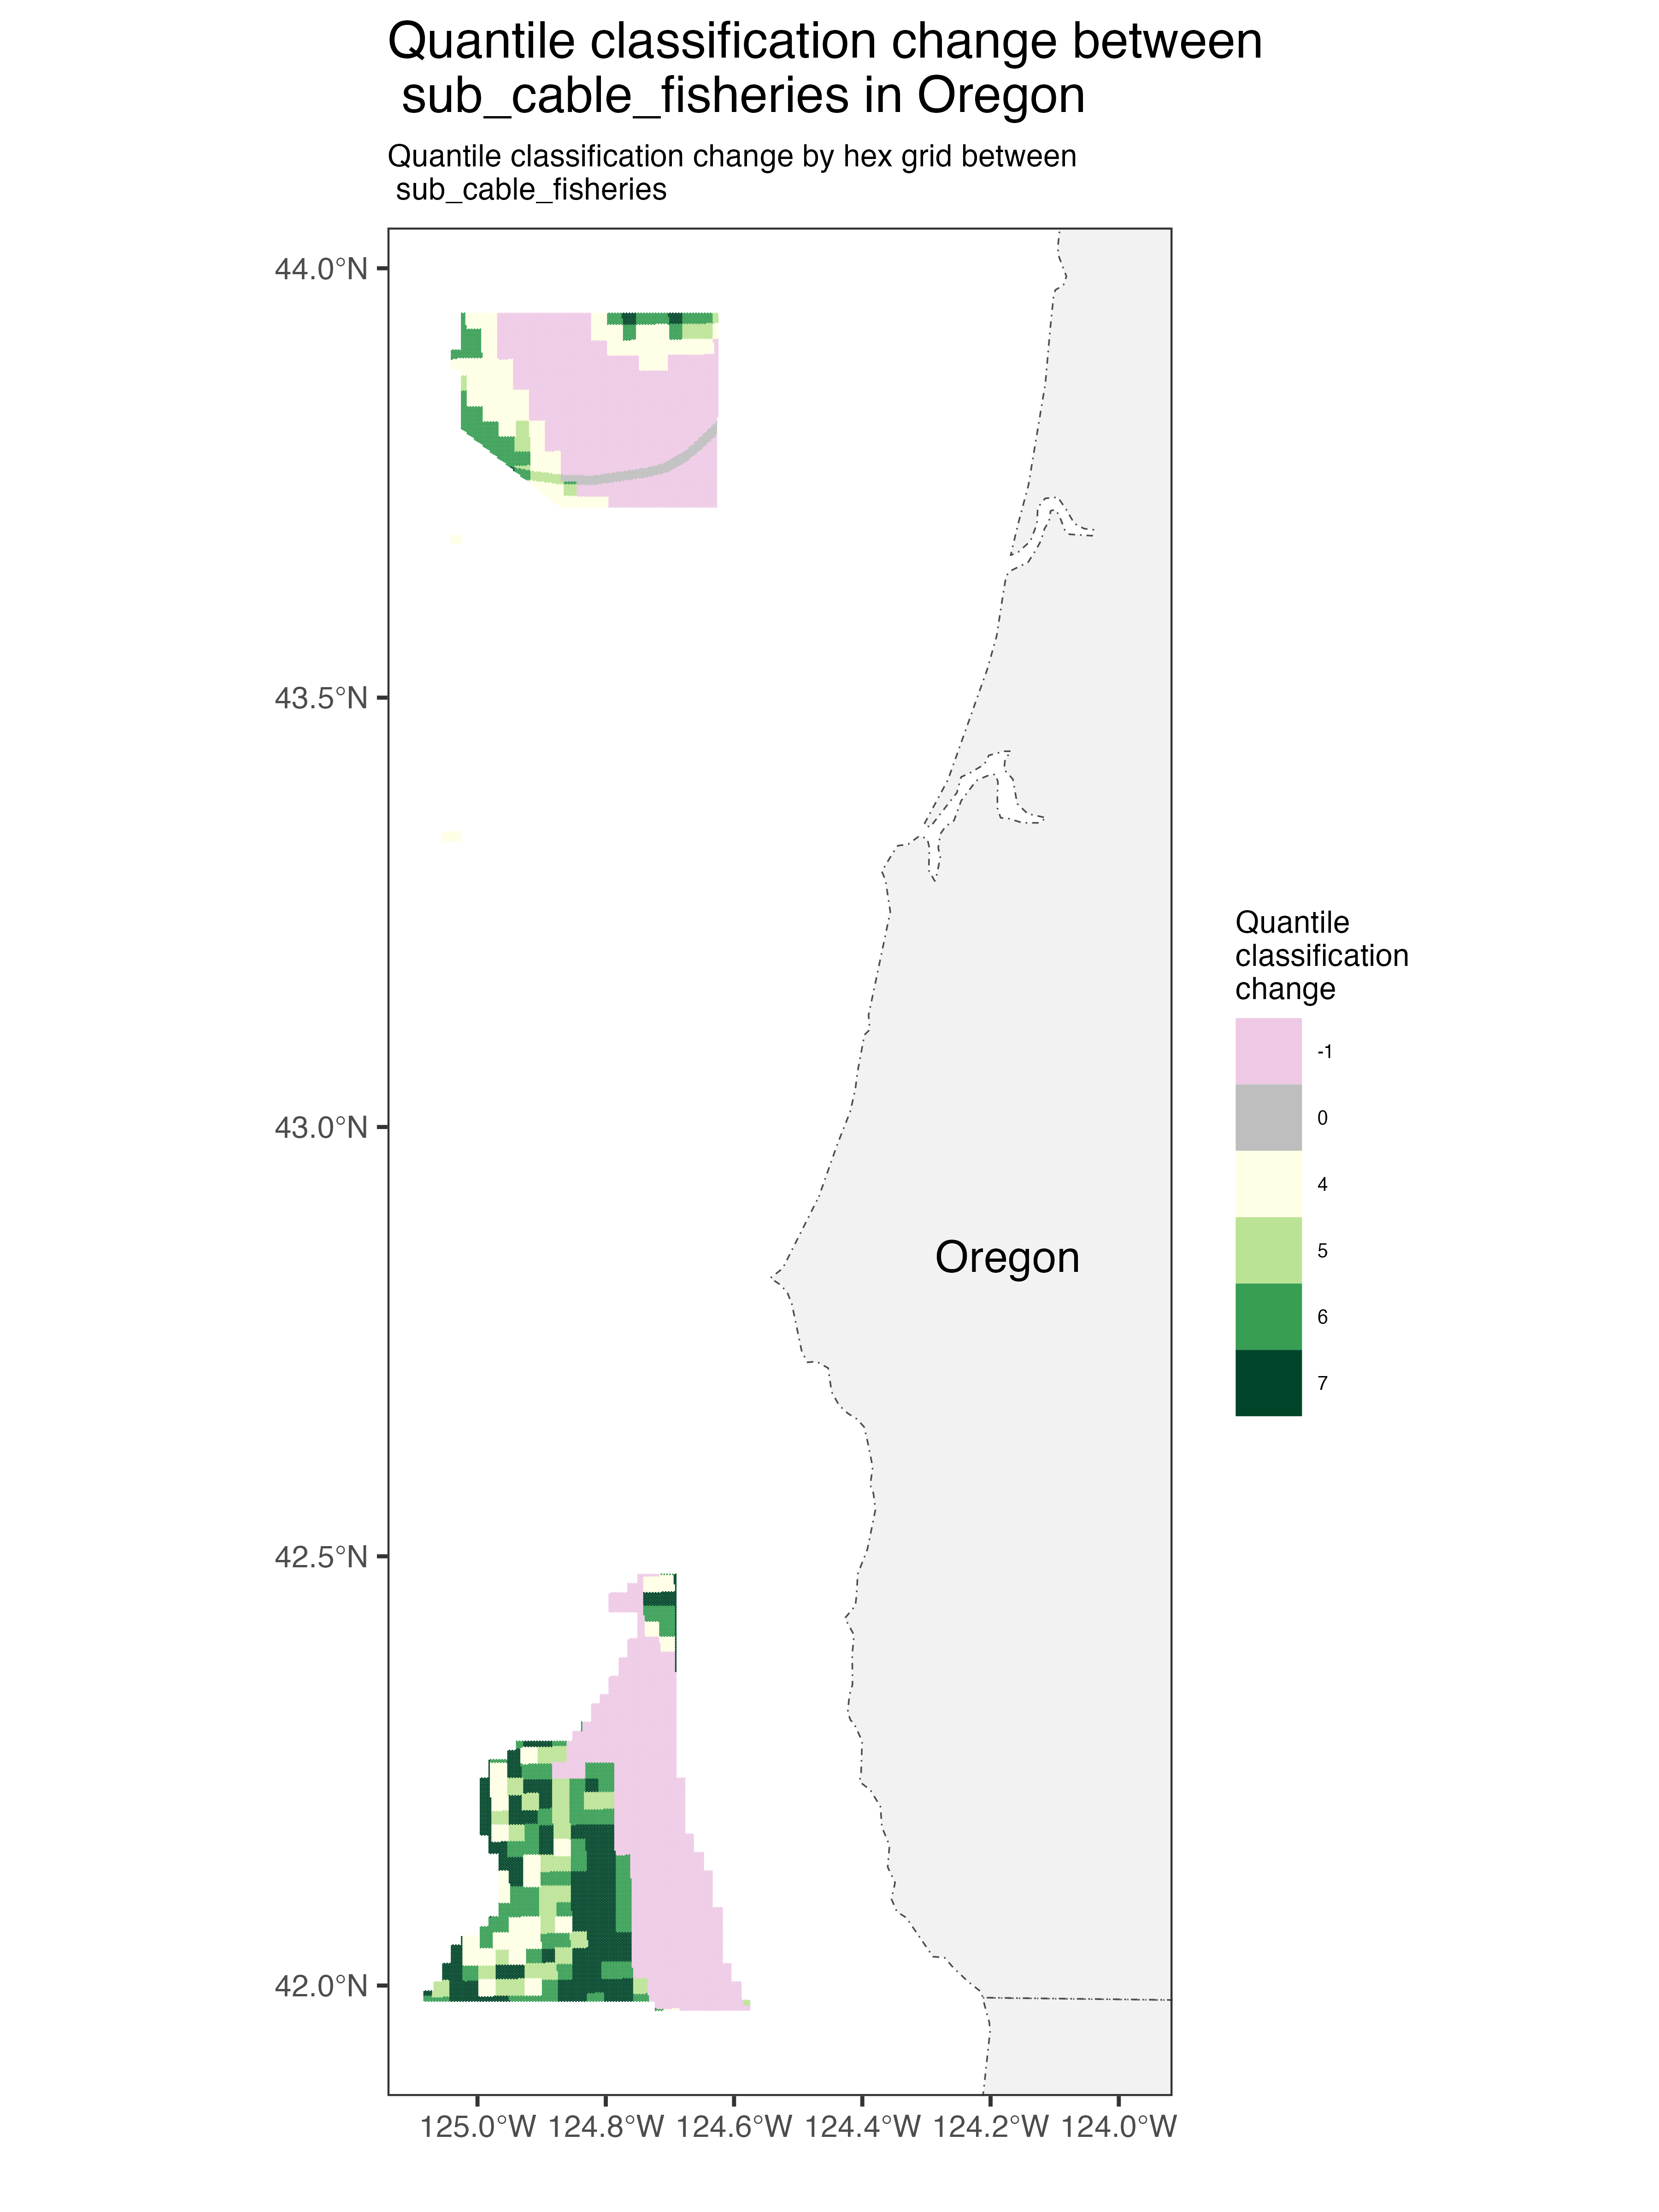 Quantile classification change between
sub_cable_fisheries in Oregon
Quantile classification change by hex grid between
sub_cable_fisheries
44.0°N
43.5°N
43.0°N
42.5°N
42.0°N
Oregon
Quantile
classification
change
-1
0
4
5
6
7
125.0°W 124.8°W 124.6°W 124.4°W 124.2°W 124.0°W